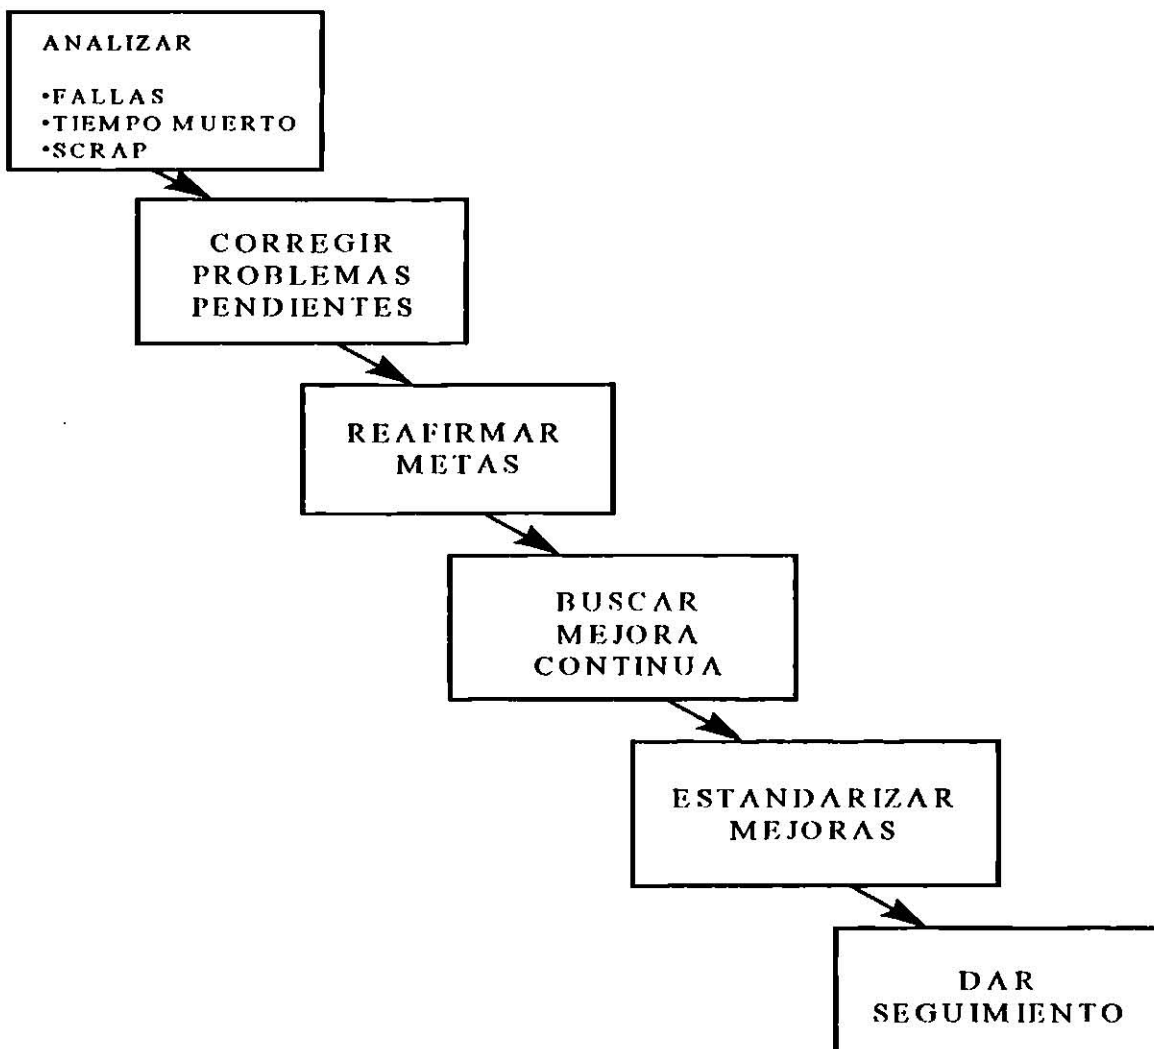 ANALIZAR
•FALLAS
•TIEMPO MUERTO
•SCRAP
CORREGIR
PROBLEMAS
PENDIENTES
REAFIRMAR
METAS
BUSCAR
MEJORA
CONTINUA
ESTANDARIZAR
MEJORAS
DAR
SEGUIMIENTO